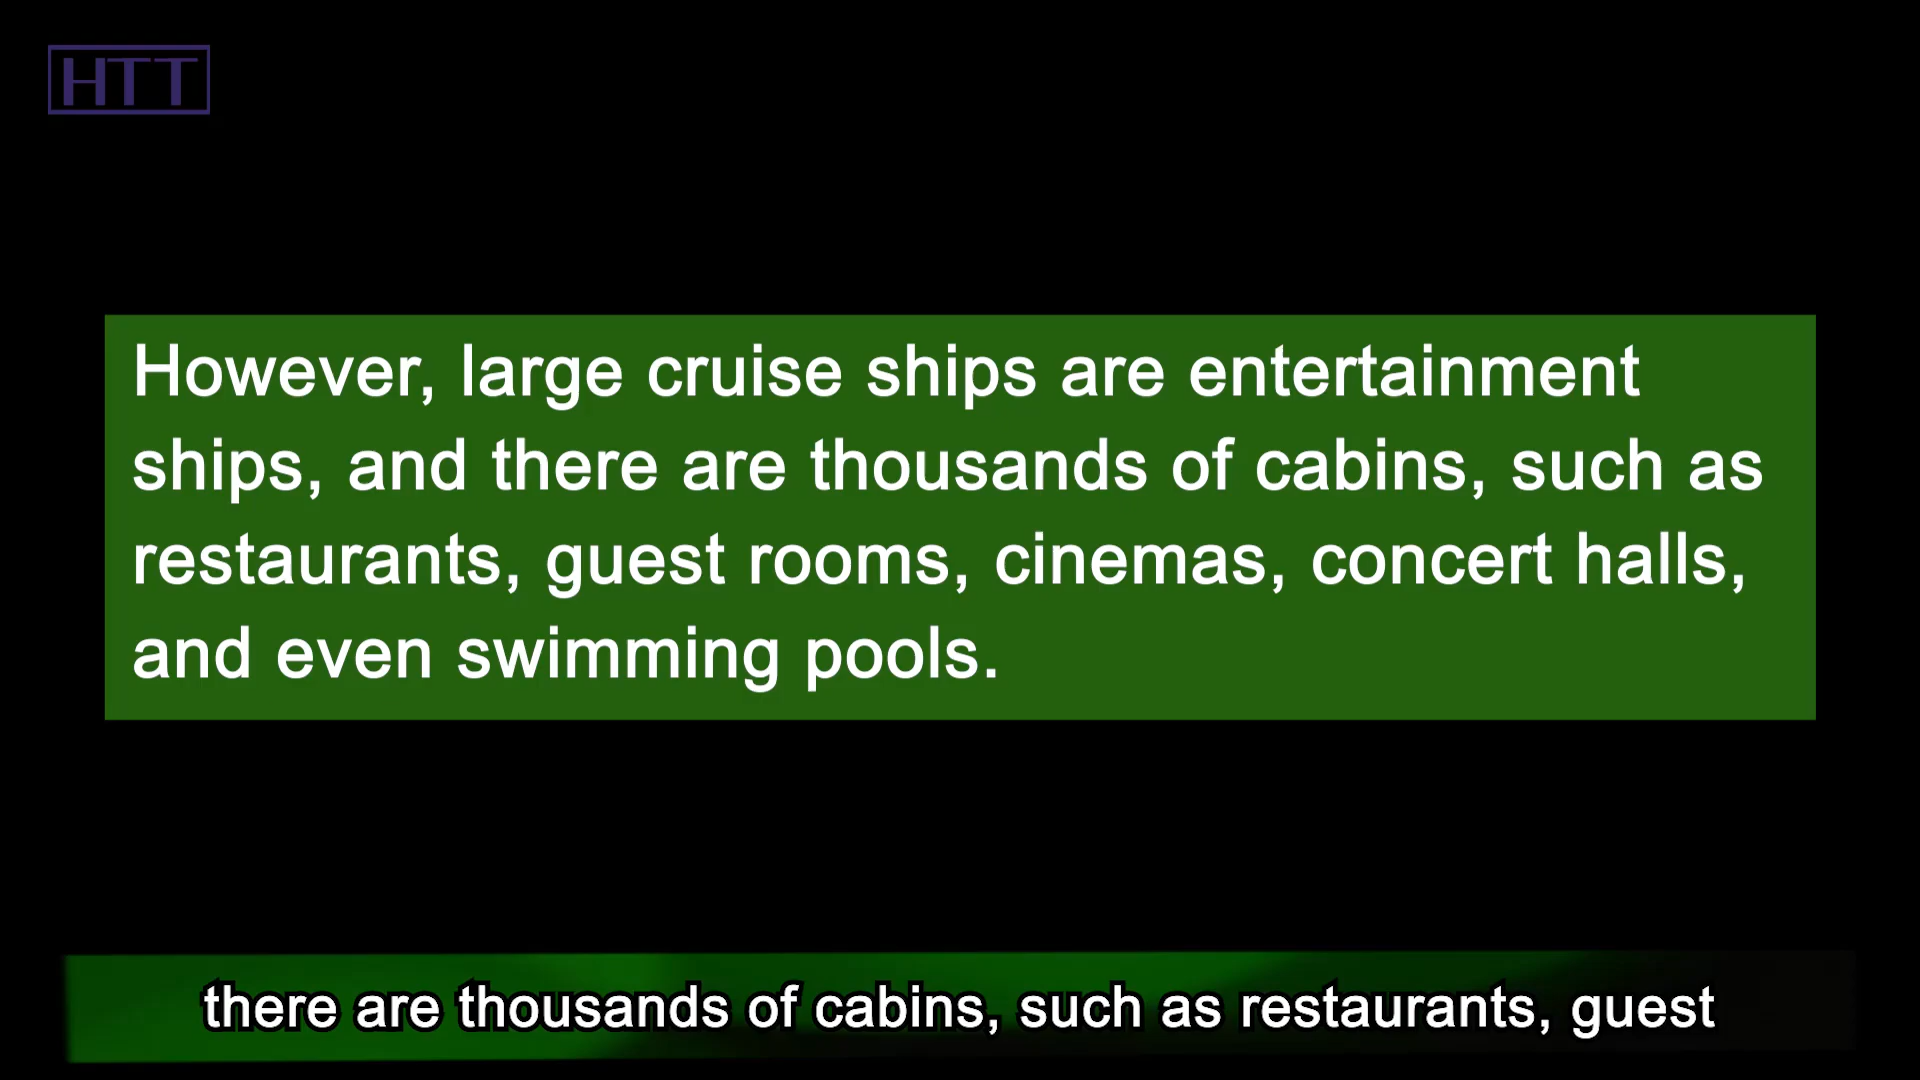 HTT
However, large cruise ships are entertainment
ships, and there are thousands of cabins, such as
restaurants, guest rooms, cinemas, concert halls,
and even swimming pools.
there are thousands of cabins, such as restaurants, guest